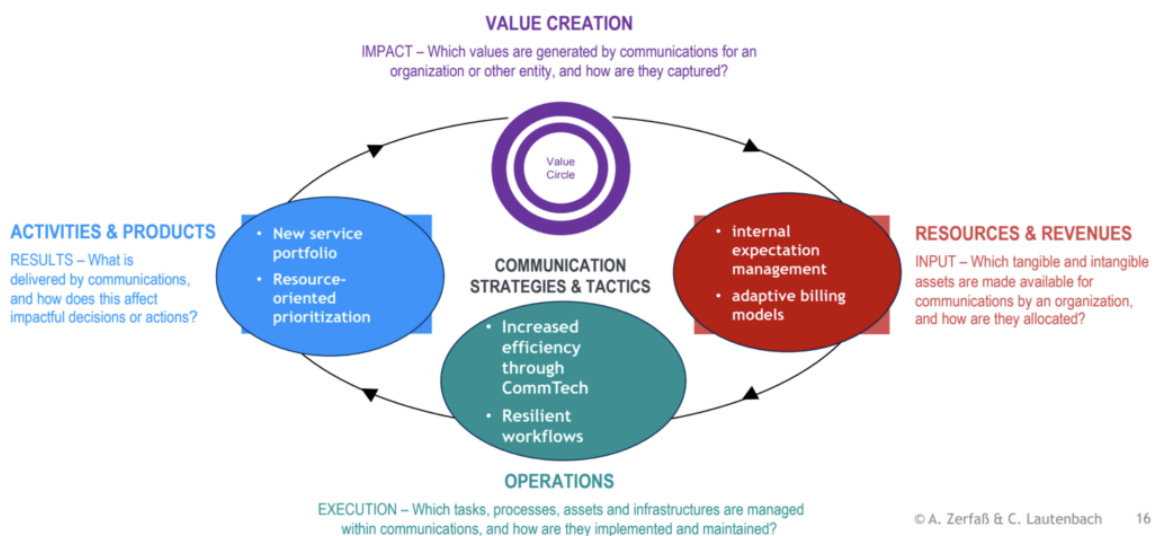 VALUE CREATION
IMPACT – Which values are generated by communications for an
organization or other entity, and how are they captured?
Value
Circle
ACTIVITIES & PRODUCTS
RESULTS – What is
delivered by communications,
and how does this affect
impactful decisions or actions?
• New service
portfolio
• Resource-
oriented
prioritization
COMMUNICATION
STRATEGIES & TACTICS
• internal
expectation
management
• adaptive billing
models
RESOURCES & REVENUES
INPUT – Which tangible and intangible
assets are made available for
communications by an organization,
and how are they allocated?
• Increased
efficiency
through
CommTech
• Resilient
workflows
OPERATIONS
EXECUTION – Which tasks, processes, assets and infrastructures are managed
within communications, and how are they implemented and maintained?
© A. Zerfaß & C. Lautenbach 16